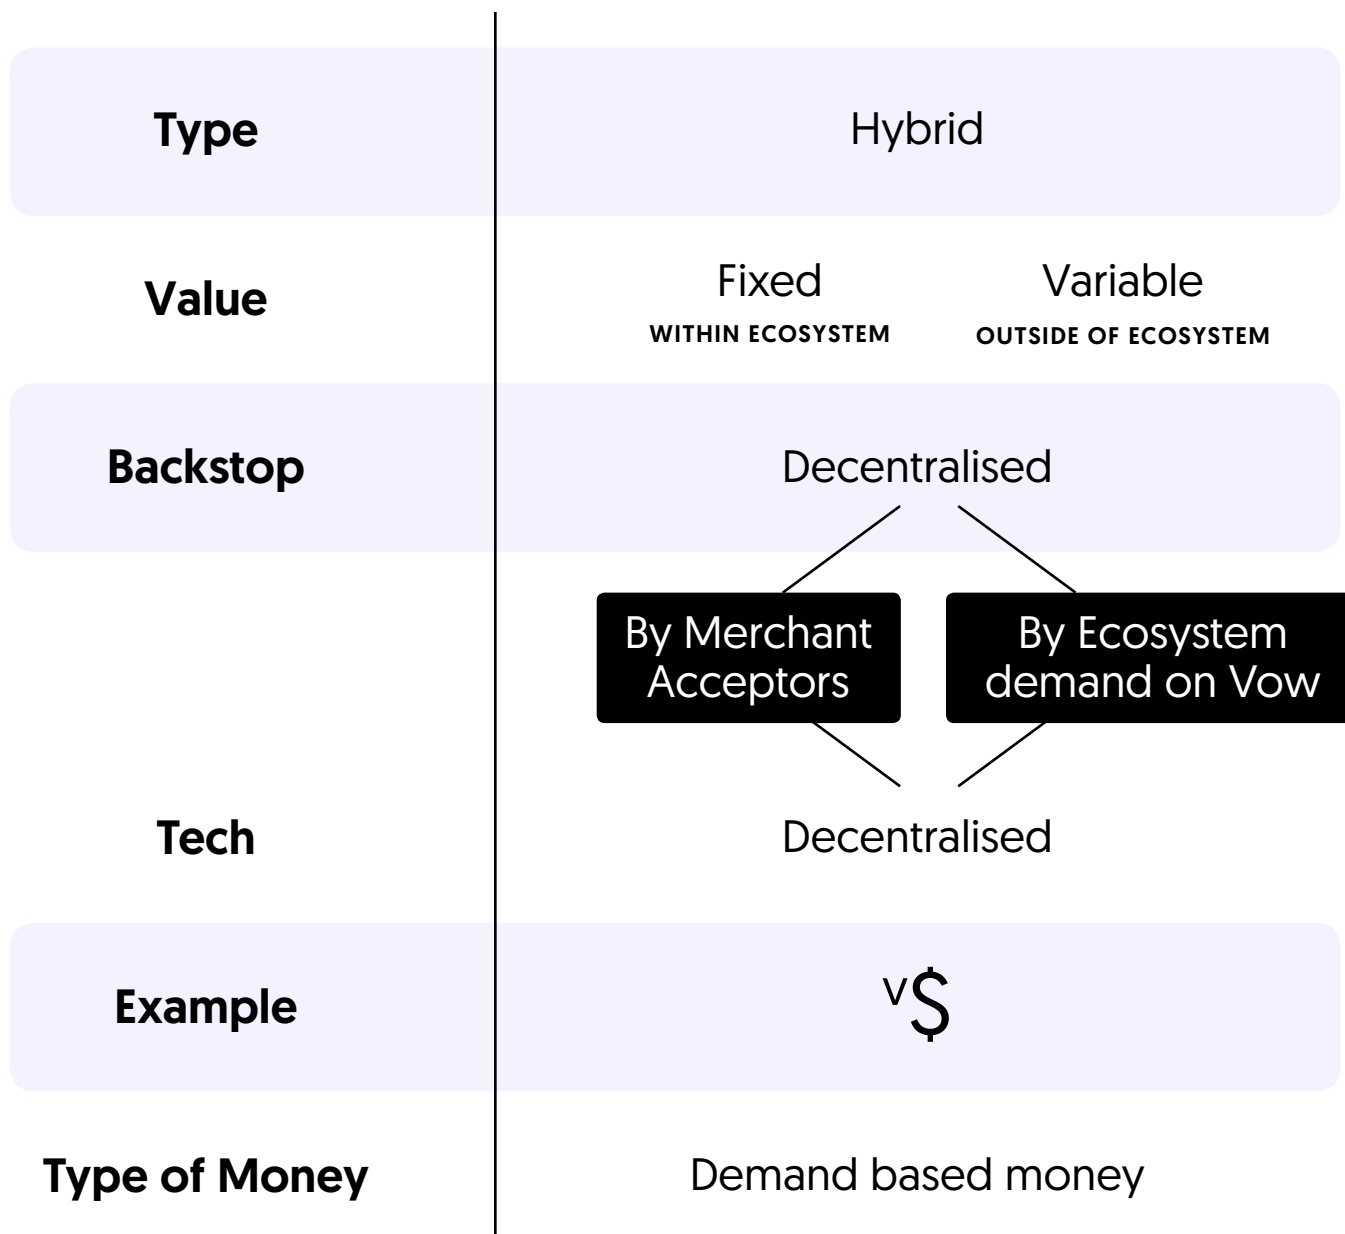 Type
Hybrid
Value
Fixed
WITHIN ECOSYSTEM
Variable
OUTSIDE OF ECOSYSTEM
Backstop
Decentralised
By Merchant
Acceptors
By Ecosystem
demand on Vow
Tech
Decentralised
Example
v$
Type of Money
Demand based money